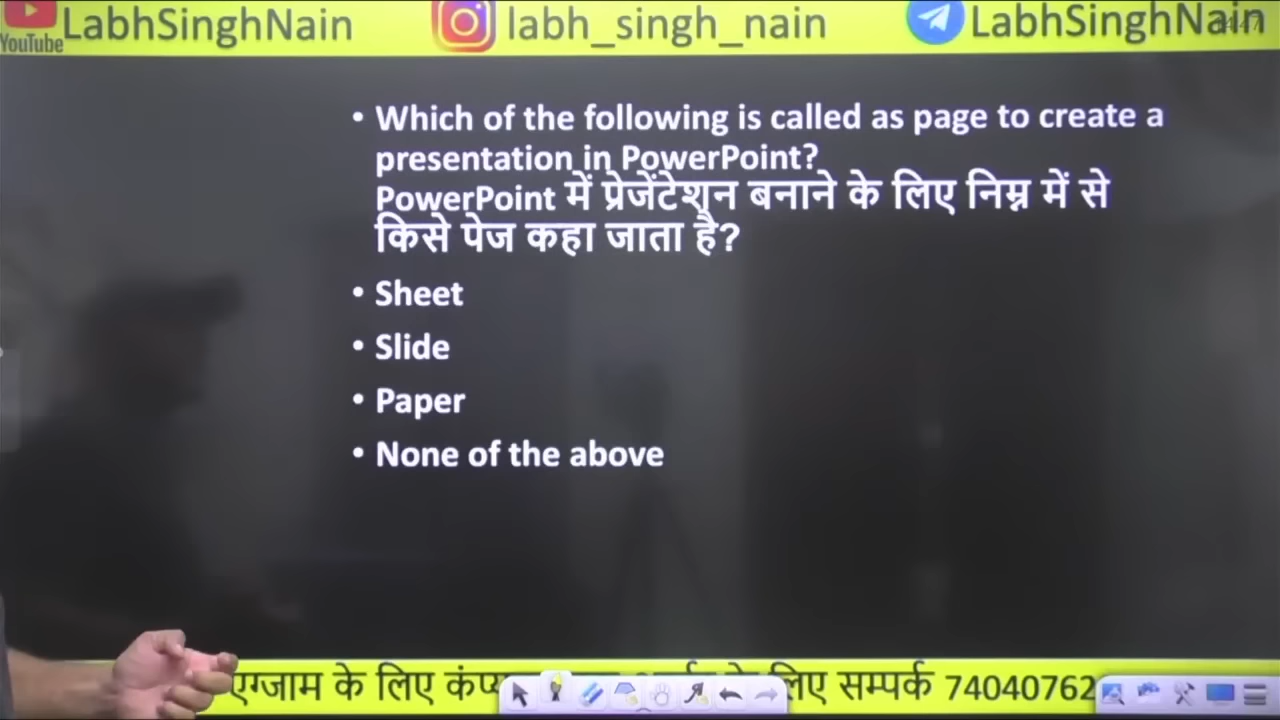 YouTube LabhSinghNain labh_singh_nain LabhSinghNain
• Which of the following is called as page to create a
presentation in PowerPoint?
PowerPoint में प्रेजेंटेशन बनाने के लिए निम्न में से
किसे पेज कहा जाता है?
• Sheet
• Slide
• Paper
• None of the above
एग्जाम के लिए के लिए सम्पर्क 74040762